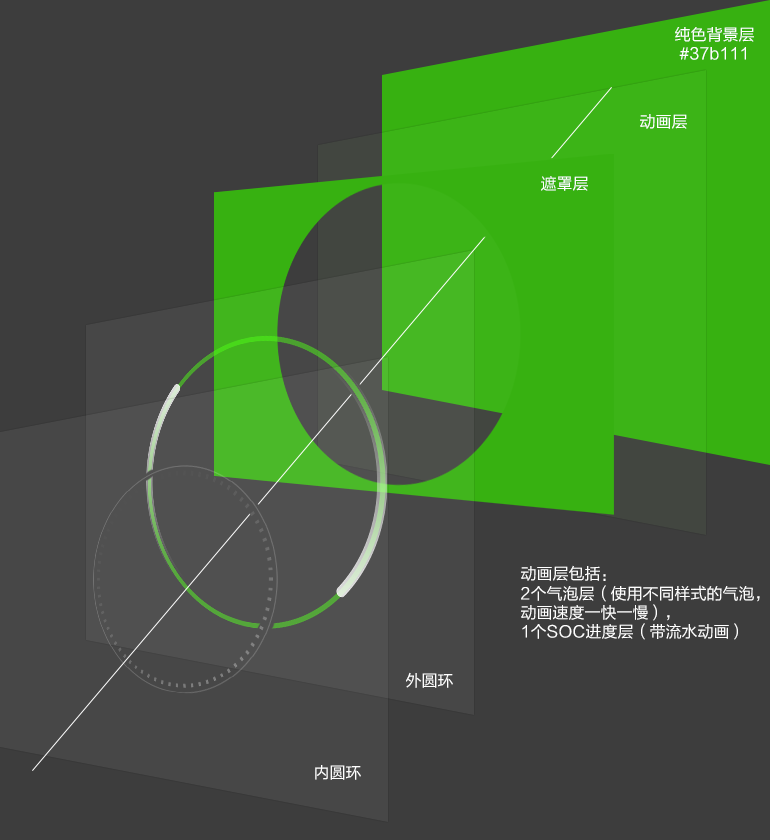 纯色背景层
#37b111
动画层
遮罩层
动画层包括：
2个气泡层（使用不同样式的气泡，
动画速度一快一慢），
1个SOC进度层（带流水动画）
外圆环
内圆环